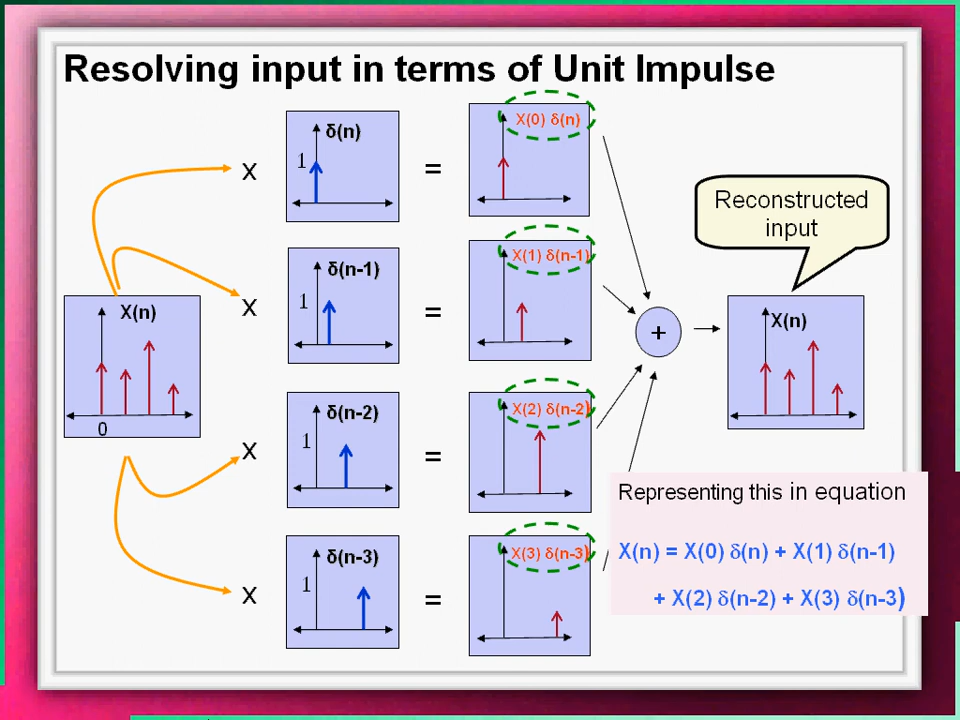 Resolving input in terms of Unit Impulse
x
δ(n)
1
=
X(0) δ(n)
Reconstructed
input
x
δ(n-1)
1
=
X(1) δ(n-1)
X(n)
0
+
X(n)
x
δ(n-2)
1
=
X(2) δ(n-2)
x
δ(n-3)
1
=
X(3) δ(n-3)
Representing this in equation
X(n) = X(0) δ(n) + X(1) δ(n-1)
+ X(2) δ(n-2) + X(3) δ(n-3)